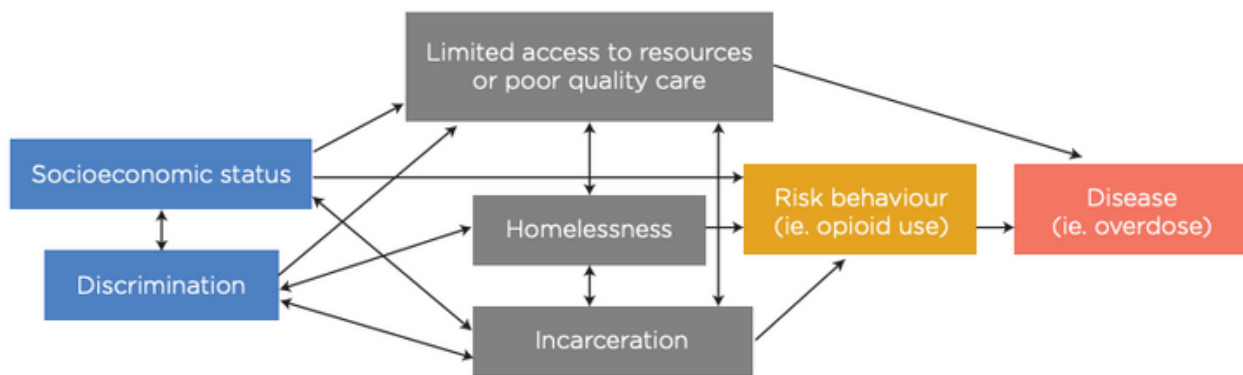 Limited access to resources
or poor quality care
Socioeconomic status
Discrimination
Homelessness
Incarceration
Risk behaviour
(ie. opioid use)
Disease
(ie. overdose)